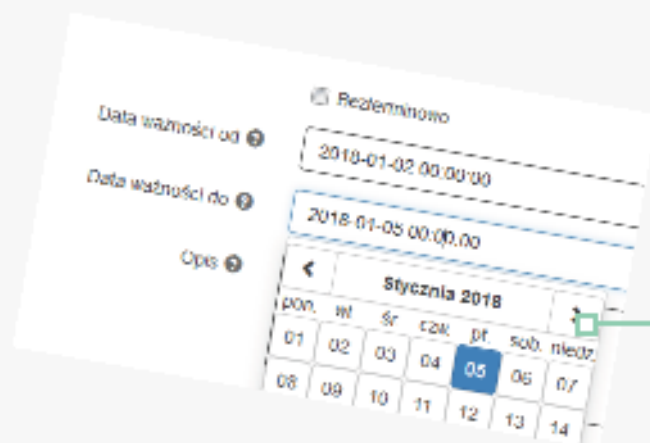 Bezterminowo
Data ważności od
2018-01-02 00:00:00
Data ważności do
2018-01-05 00:00:00
Opis
Stycznia 2018
pon. wt śr czw. pt. sob. niedz.
01 02 03 04 05 06 07
08 09 10 11 12 13 14